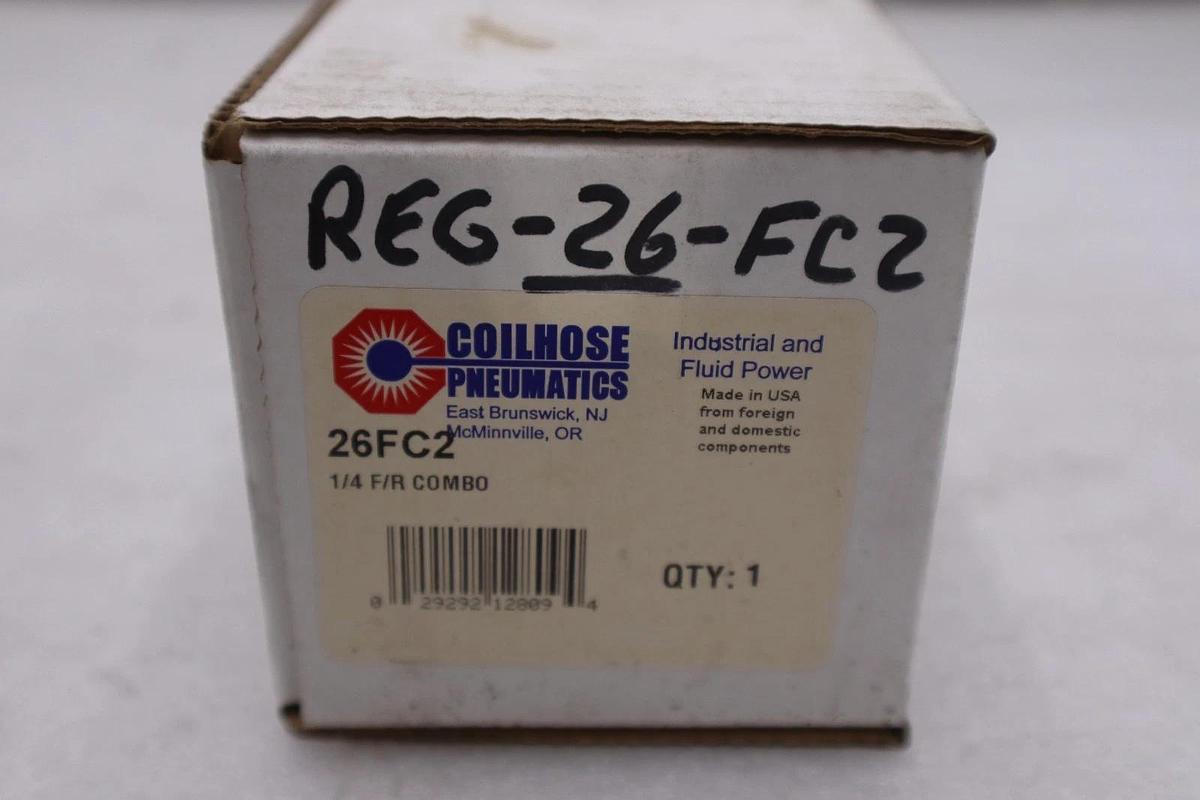 REG-26-FC2
COILHOSE
PNEUMATICS
East Brunswick, NJ
McMinnville, OR
Industrial and
Fluid Power
Made in USA
from foreign
and domestic
components
26FC2
1/4 F/R COMBO
QTY: 1
0 29292 12809 4